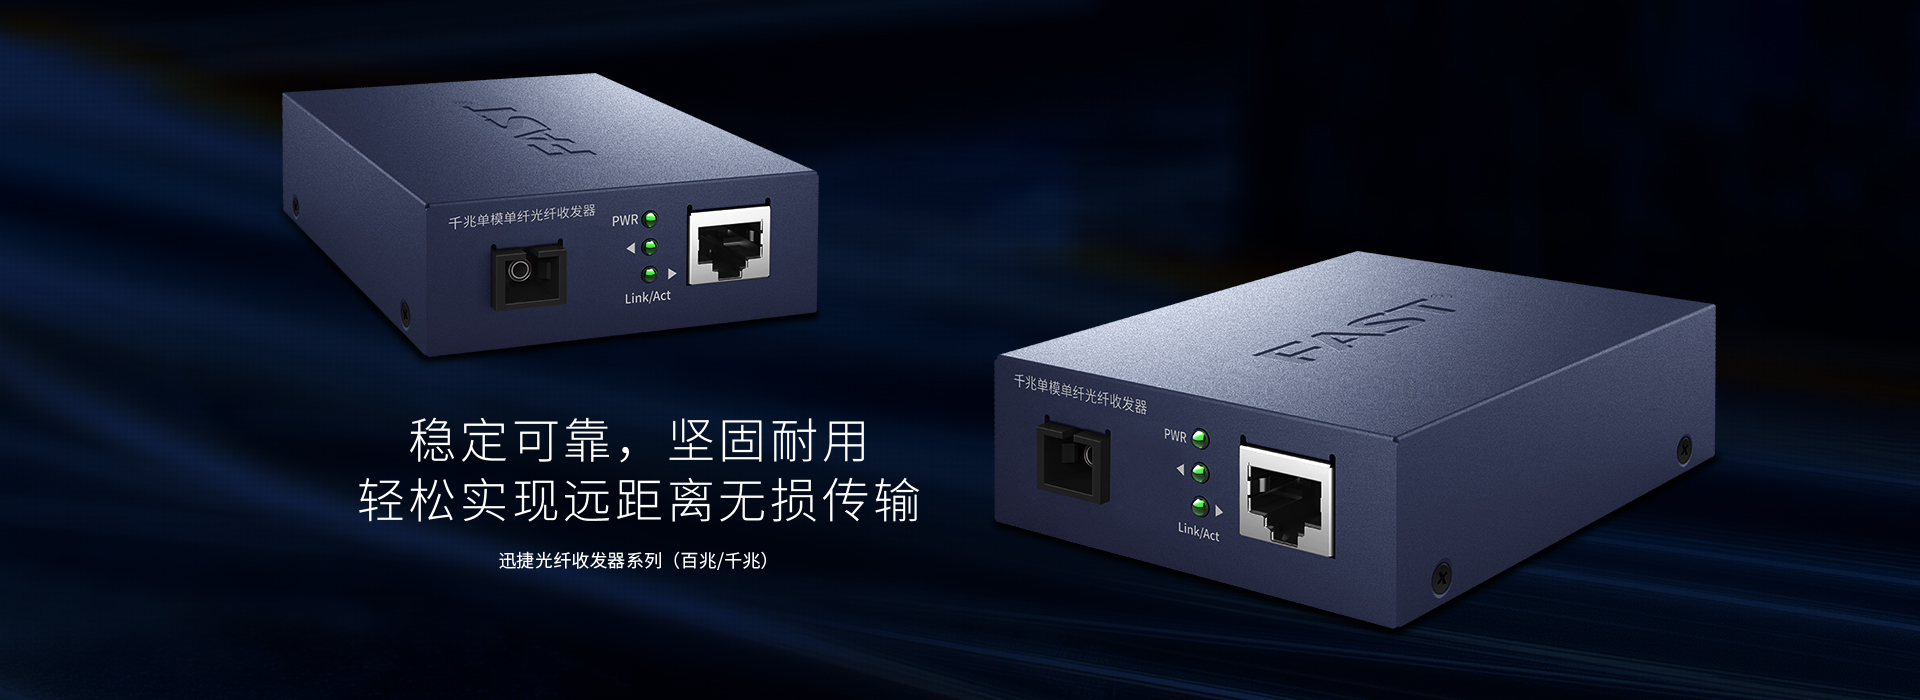 FAST
千兆单模单纤光纤收发器
PWR
Link/Act
稳定可靠，坚固耐用
轻松实现远距离无损传输
迅捷光纤收发器系列（百兆/千兆）
FAST®
千兆单模单纤光纤收发器
PWR
Link/Act